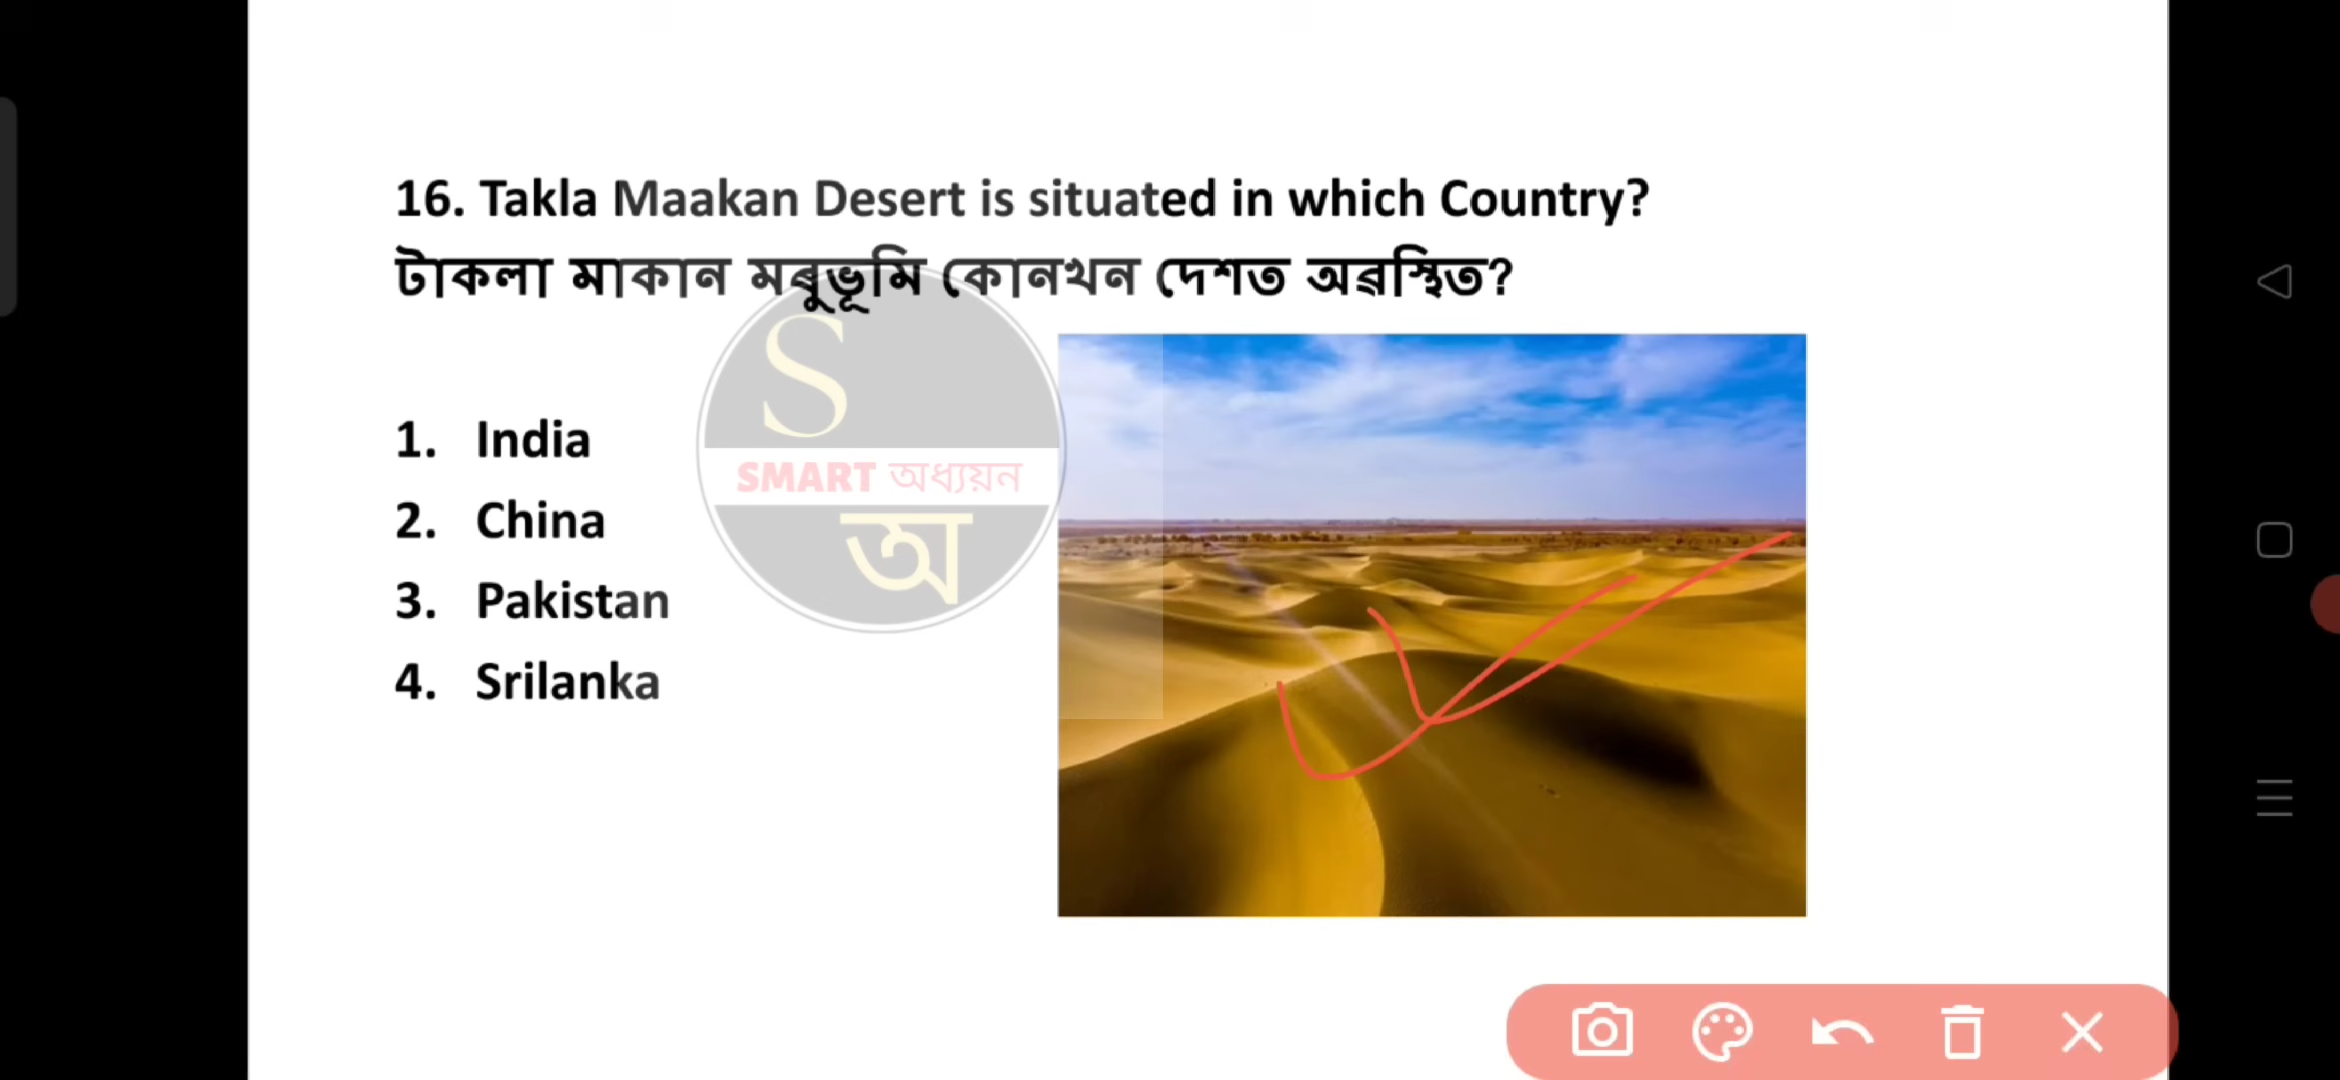 16. Takla Maakan Desert is situated in which Country?
টাকলা মাকান মৰুভূমি কোনখন দেশত অৱস্থিত?
S
SMART অধ্যয়ন
অ
1. India
2. China
3. Pakistan
4. Srilanka